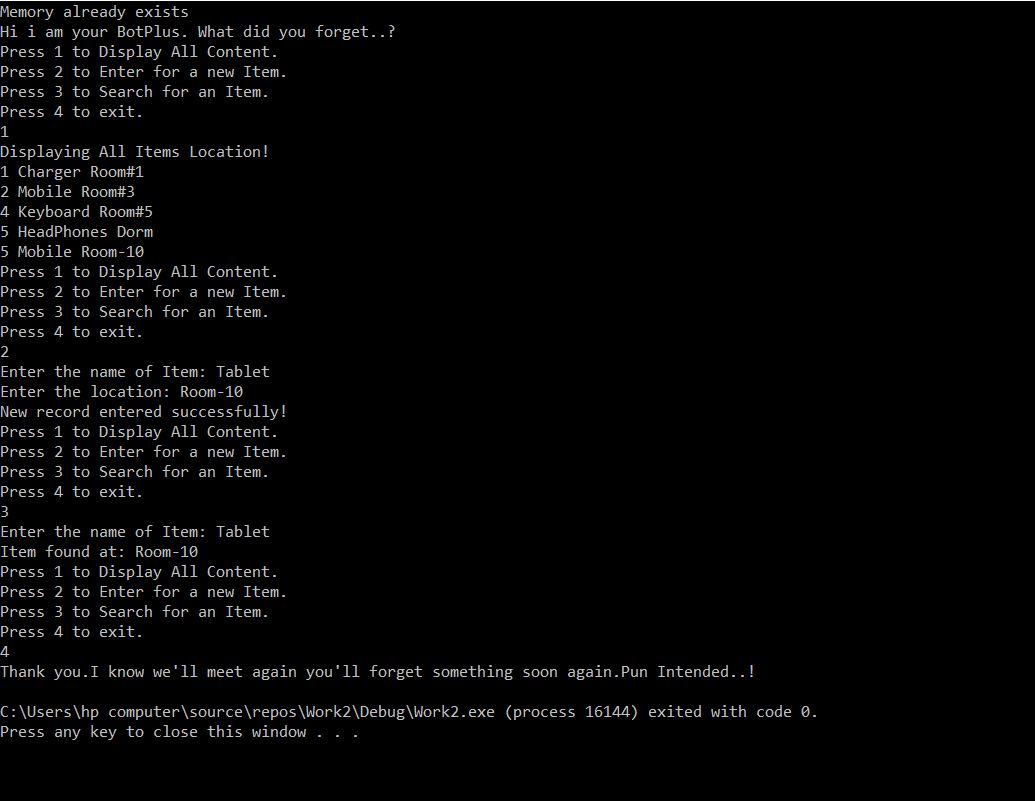 Memory already exists
Hi i am your BotPlus. What did you forget..?
Press 1 to Display All Content.
Press 2 to Enter for a new Item.
Press 3 to Search for an Item.
Press 4 to exit.
1
Displaying All Items Location!
1 Charger Room#1
2 Mobile Room#3
4 Keyboard Room#5
5 HeadPhones Dorm
5 Mobile Room-10
Press 1 to Display All Content.
Press 2 to Enter for a new Item.
Press 3 to Search for an Item.
Press 4 to exit.
2
Enter the name of Item: Tablet
Enter the location: Room-10
New record entered successfully!
Press 1 to Display All Content.
Press 2 to Enter for a new Item.
Press 3 to Search for an Item.
Press 4 to exit.
3
Enter the name of Item: Tablet
Item found at: Room-10
Press 1 to Display All Content.
Press 2 to Enter for a new Item.
Press 3 to Search for an Item.
Press 4 to exit.
4
Thank you.I know we'll meet again you'll forget something soon again.Pun Intended..!
C:\Users\hp computer\source\repos\Work2\Debug\Work2.exe (process 16144) exited with code 0.
Press any key to close this window . . .